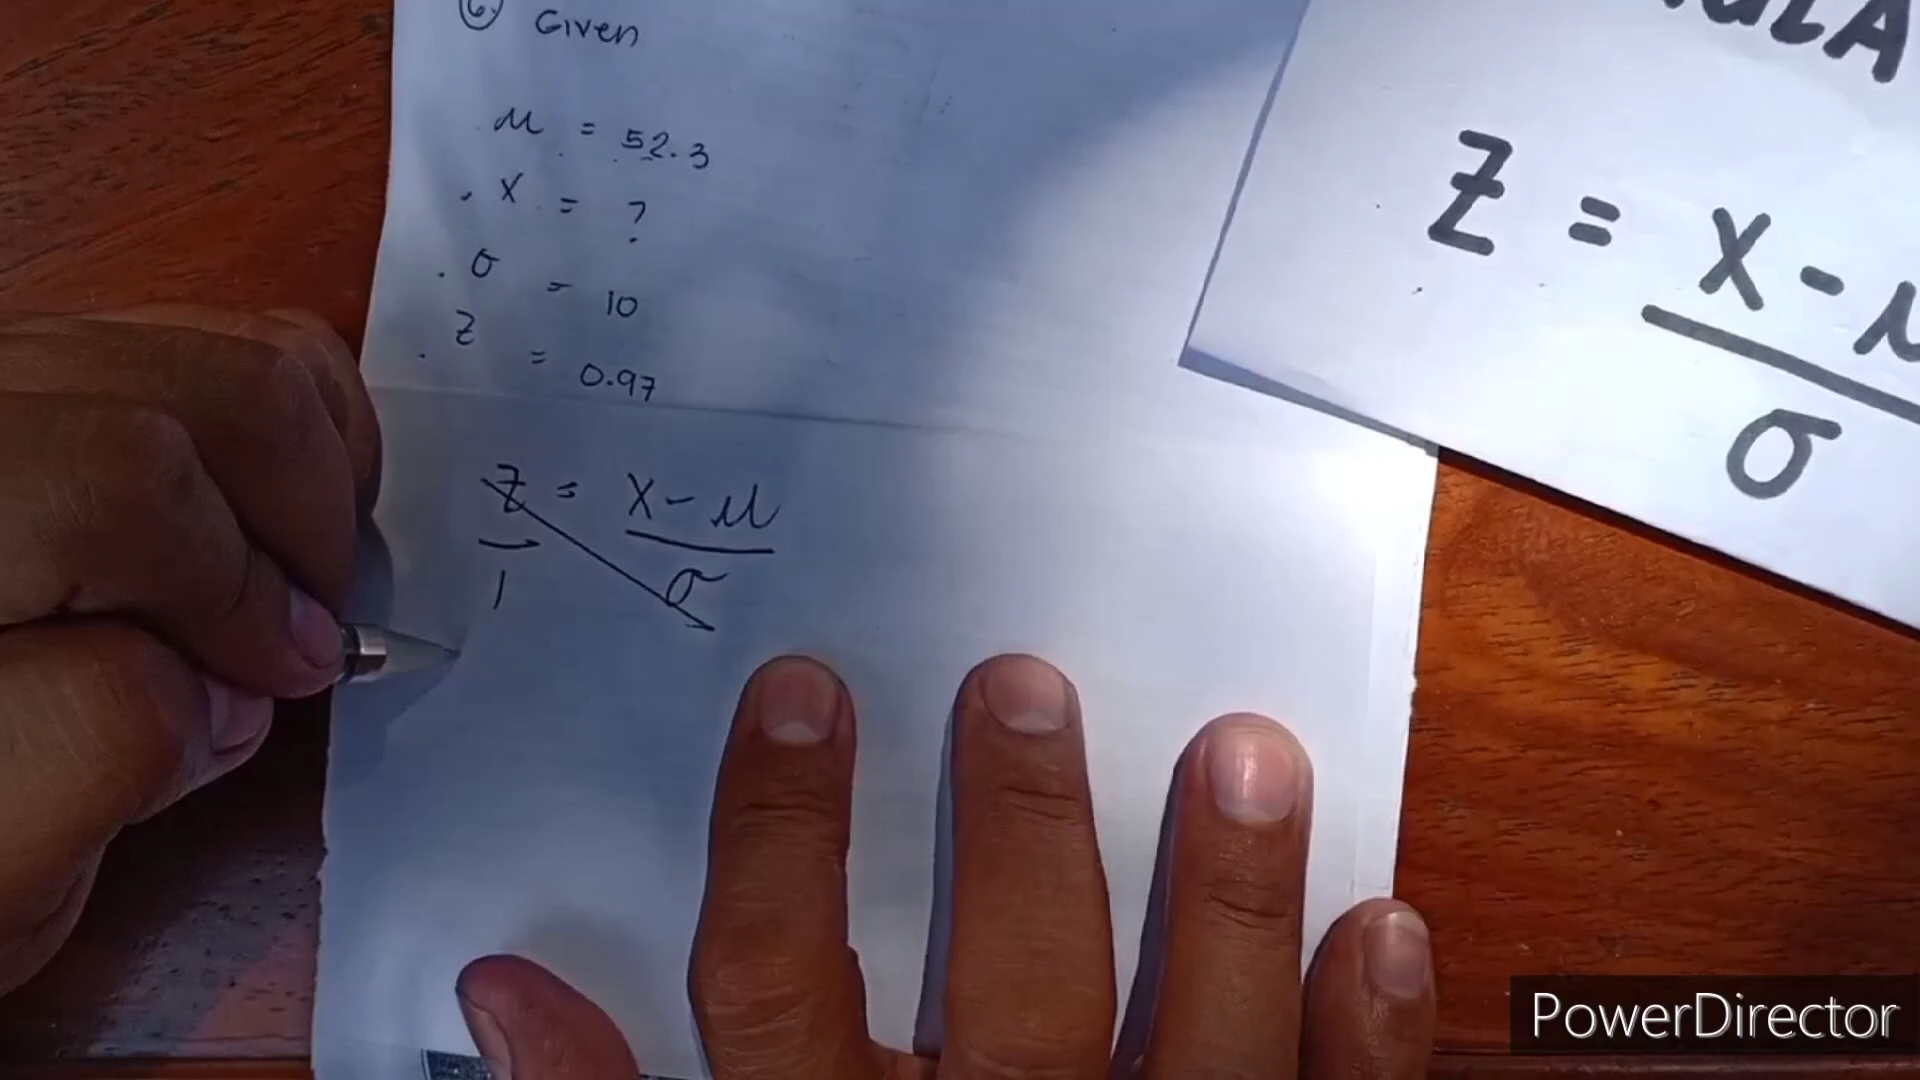 6. Given
μ = 52.3
X = ?
σ = 10
Z = 0.97
Z = X - μ
1 σ
Z = X - μ
σ
PowerDirector